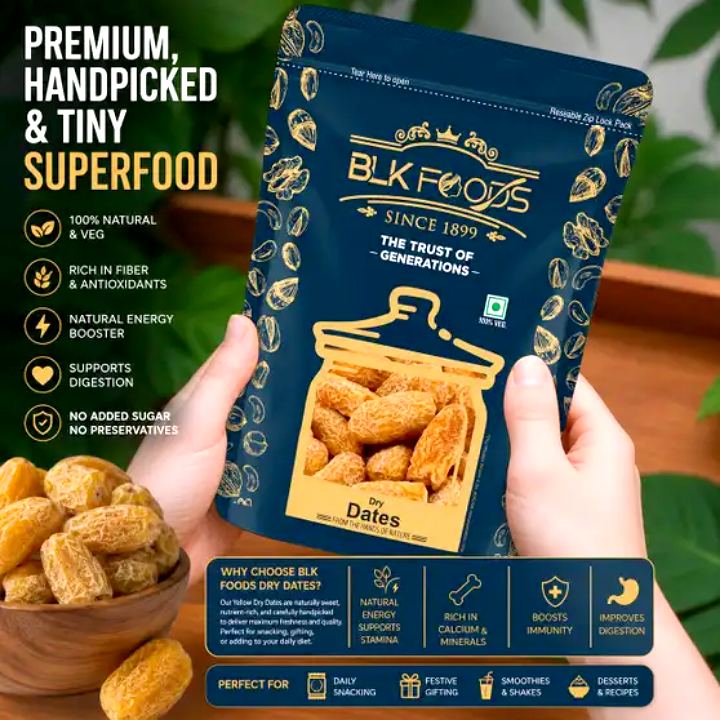 PREMIUM,
HANDPICKED
& TINY
SUPERFOOD
100% NATURAL
& VEG
RICH IN FIBER
& ANTIOXIDANTS
NATURAL ENERGY
BOOSTER
SUPPORTS
DIGESTION
NO ADDED SUGAR
NO PRESERVATIVES
Tear Here to open
Resealable Zip Lock Pack
BLK FOODS
SINCE 1899
THE TRUST OF
GENERATIONS
100% VEG.
Dry
Dates
FROM THE HANDS OF NATURE
WHY CHOOSE BLK
FOODS DRY DATES?
Our Yellow Dry Dates are naturally sweet,
nutrient-rich, and carefully handpicked
to deliver maximum freshness and quality.
Perfect for snacking, gifting,
or adding to your daily diet.
NATURAL
ENERGY
SUPPORTS
STAMINA
RICH IN
CALCIUM &
MINERALS
BOOSTS
IMMUNITY
IMPROVES
DIGESTION
PERFECT FOR
DAILY
SNACKING
FESTIVE
GIFTING
SMOOTHIES
& SHAKES
DESSERTS
& RECIPES